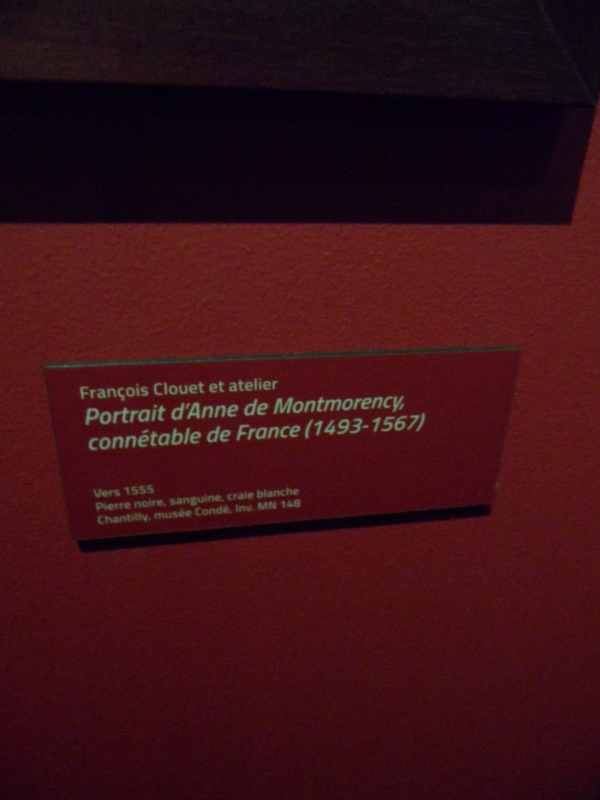 François Clouet et atelier
Portrait d'Anne de Montmorency,
connétable de France (1493-1567)
Vers 1555
Pierre noire, sanguine, craie blanche
Chantilly, musée Condé, Inv. MN 148